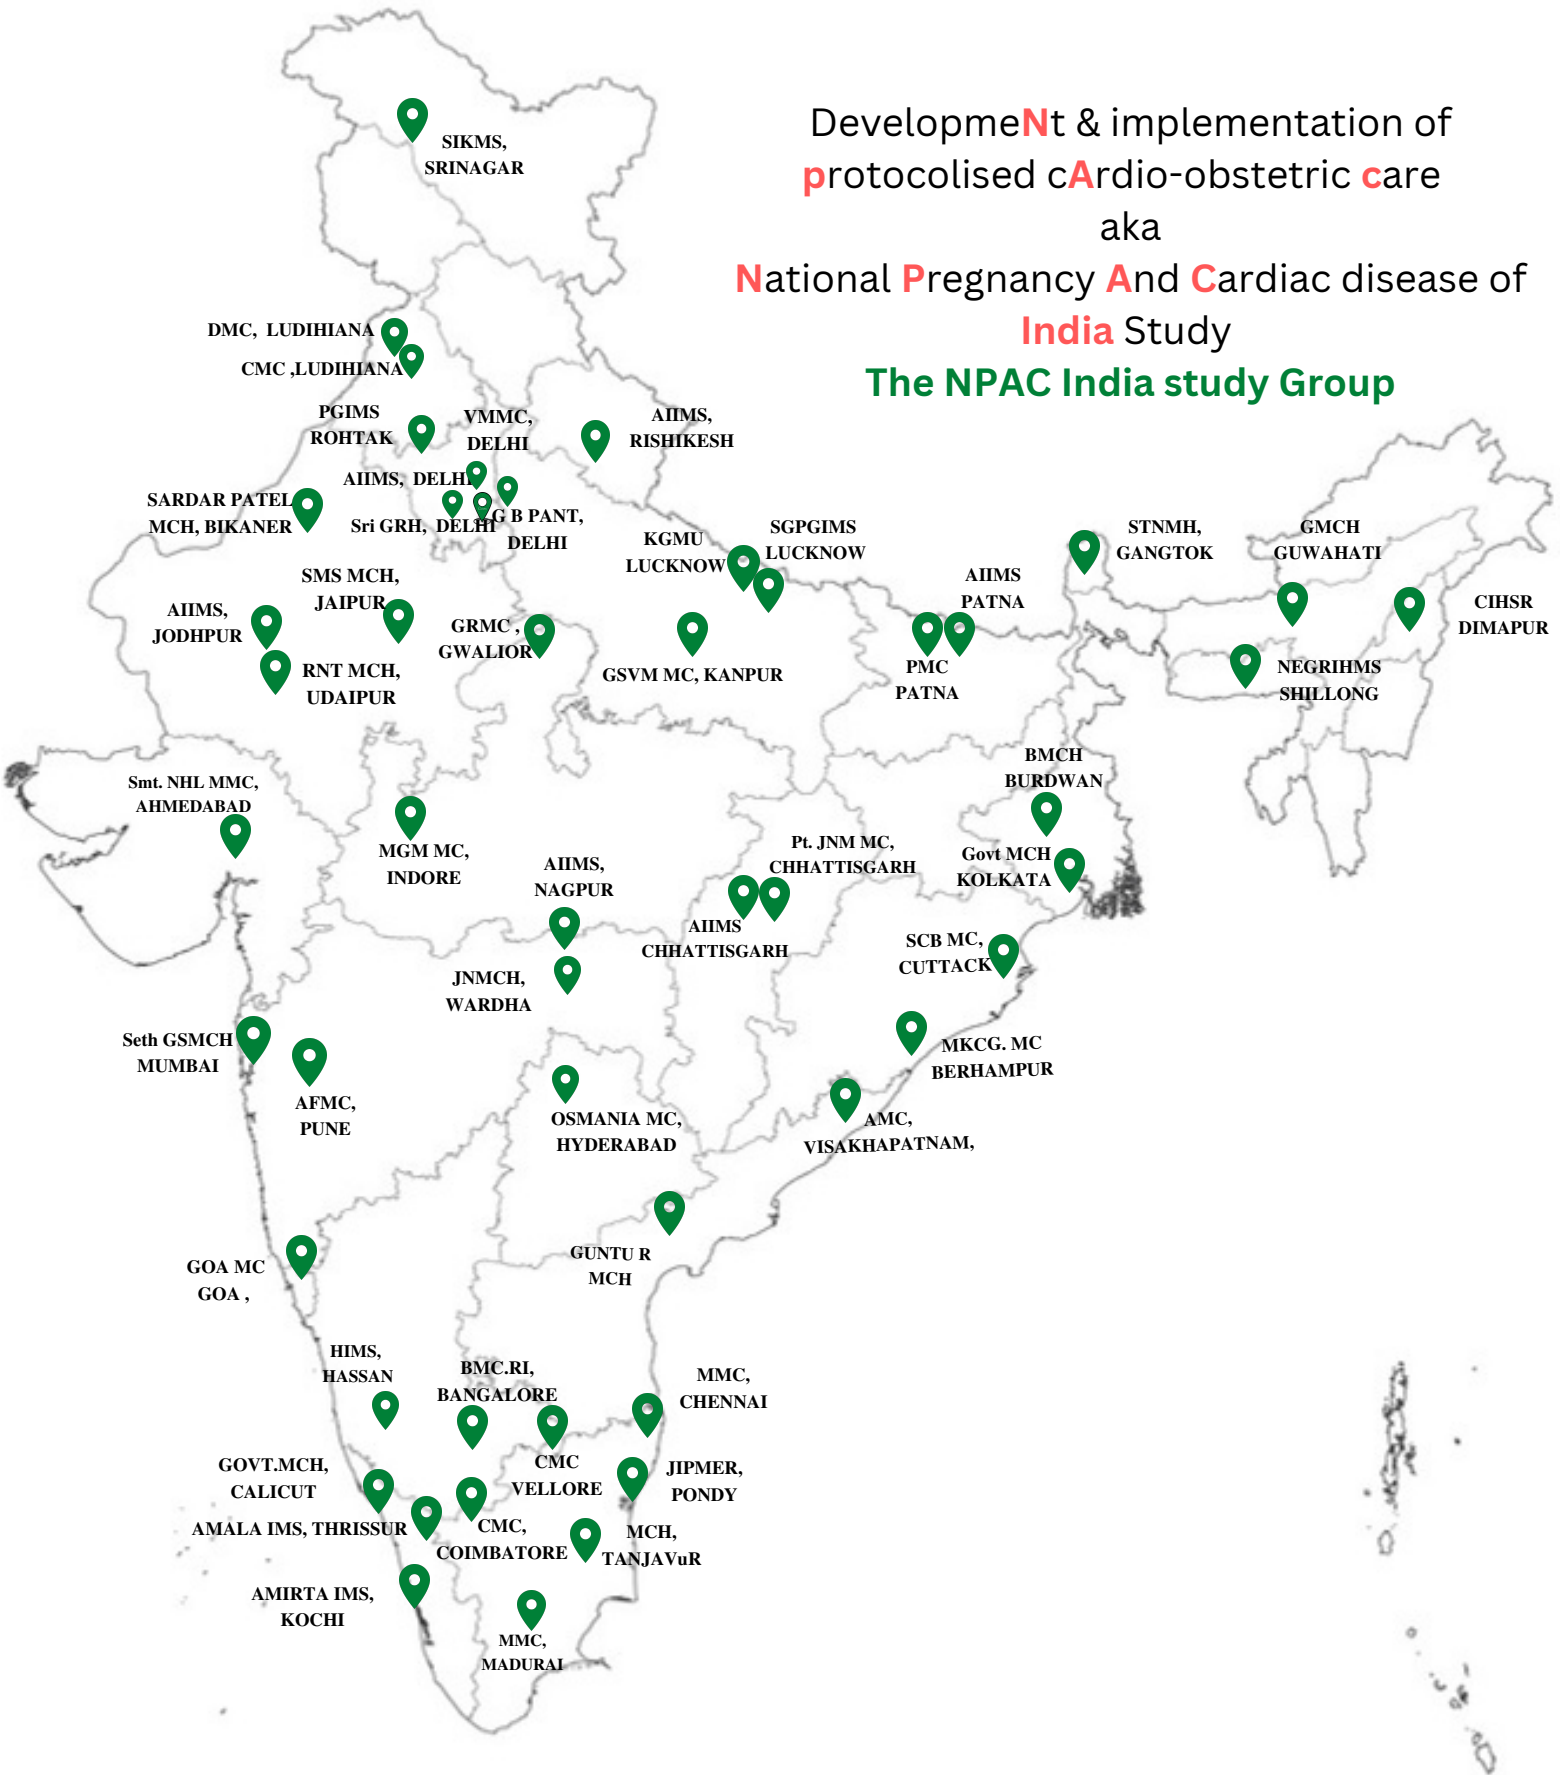 DevelopmeNt & implementation of
protocolised cArdio-obstetric care
aka
National Pregnancy And Cardiac disease of
India Study
The NPAC India study Group
SIKMS,
SRINAGAR
DMC, LUDIHIANA
CMC ,LUDIHIANA
PGIMS
ROHTAK
VMMC,
DELHI
AIIMS,
RISHIKESH
AIIMS, DELHI
SARDAR PATEL
MCH, BIKANER
Sri GRH, DELHI
G B PANT,
DELHI
KGMU
LUCKNOW
SGPGIMS
LUCKNOW
STNMH,
GANGTOK
GMCH
GUWAHATI
SMS MCH,
JAIPUR
AIIMS
PATNA
AIIMS,
JODHPUR
CIHSR
DIMAPUR
GRMC ,
GWALIOR
RNT MCH,
UDAIPUR
GSVM MC, KANPUR
PMC
PATNA
NEGRIHMS
SHILLONG
BMCH
BURDWAN
Smt. NHL MMC,
AHMEDABAD
MGM MC,
INDORE
Pt. JNM MC,
CHHATTISGARH
Govt MCH
KOLKATA
AIIMS,
NAGPUR
AIIMS
CHHATTISGARH
SCB MC,
CUTTACK
JNMCH,
WARDHA
Seth GSMCH
MUMBAI
MKCG. MC
BERHAMPUR
AFMC,
PUNE
OSMANIA MC,
HYDERABAD
AMC,
VISAKHAPATNAM,
GUNTU R
MCH
GOA MC
GOA ,
HIMS,
HASSAN
BMC.RI,
BANGALORE
MMC,
CHENNAI
GOVT.MCH,
CALICUT
CMC
VELLORE
JIPMER,
PONDY
AMALA IMS, THRISSUR
CMC,
COIMBATORE
MCH,
TANJAVuR
AMIRTA IMS,
KOCHI
MMC,
MADURAI